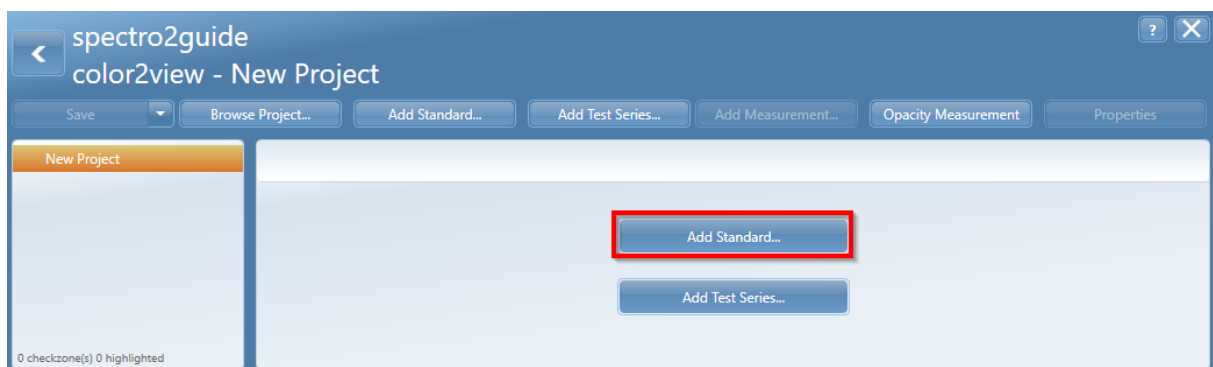 spectro2guide
color2view - New Project
?
Save Browse Project... Add Standard... Add Test Series... Add Measurement... Opacity Measurement Properties
New Project
Add Standard...
Add Test Series...
0 checkzone(s) 0 highlighted